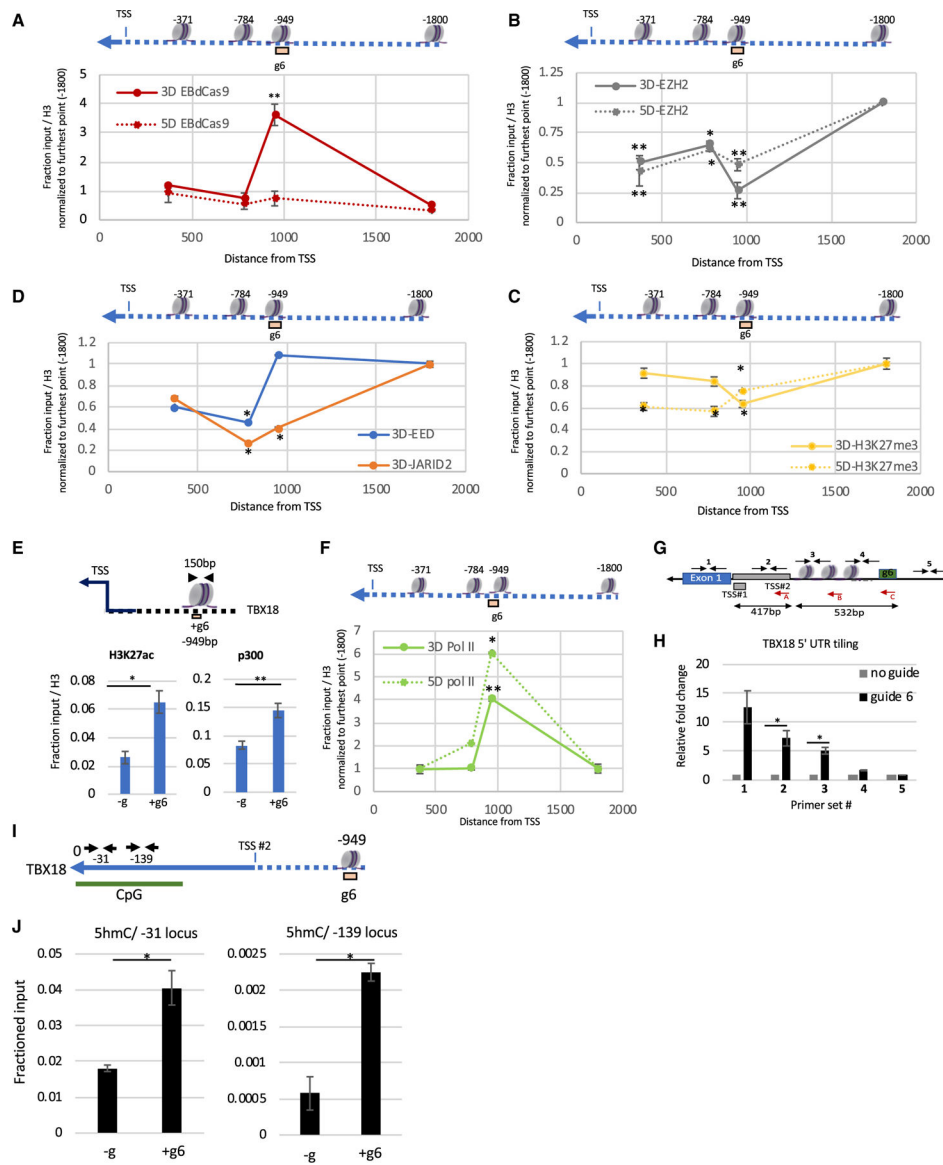 A
TSS
-371
-784
-949
-1800
g6
Fraction input / H3
normalized to furthest point (-1800)
5
4
3
2
1
0
3D EBdCas9
5D EBdCas9
**
0
500
1000
1500
2000
Distance from TSS
B
TSS
-371
-784
-949
-1800
g6
Fraction input / H3
normalized to furthest point (-1800)
1.25
1
0.75
0.5
0.25
0
3D-EZH2
5D-EZH2
**
**
*
*
**
**
500
1000
1500
2000
Distance from TSS
D
TSS
-371
-784
-949
-1800
g6
Fraction input / H3
normalized to furthest point (-1800)
1.2
1
0.8
0.6
0.4
0.2
0
*
*
*
3D-EED
3D-JARID2
0
500
1000
1500
2000
Distance from TSS
C
TSS
-371
-784
-949
-1800
g6
Fraction input / H3
normalized to furthest point (-1800)
1.2
1
0.8
0.6
0.4
0.2
0
*
*
*
*
3D-H3K27me3
5D-H3K27me3
0
500
1000
1500
2000
Distance from TSS
E
150bp
TSS
TBX18
+g6
-949bp
H3K27ac
Fraction input / H3
0.08
0.06
0.04
0.02
0
*
-g
+g6
p300
0.2
0.15
0.1
0.05
0
**
-g
+g6
F
TSS
-371
-784
-949
-1800
g6
Fraction input / H3
normalized to furthest point (-1800)
7
6
5
4
3
2
1
0
3D Pol II
5D pol II
*
**
0
500
1000
1500
2000
Distance from TSS
G
1
2
3
4
5
Exon 1
TSS#1
TSS#2
g6
A
B
C
417bp
532bp
H
TBX18 5' UTR tiling
Relative fold change
20
15
10
5
0
no guide
guide 6
*
*
1
2
3
4
5
Primer set #
I
0
-31
-139
TSS #2
-949
TBX18
g6
CpG
J
5hmC/ -31 locus
Fractioned input
0.05
0.04
0.03
0.02
0.01
0
*
-g
+g6
5hmC/ -139 locus
0.0025
0.002
0.0015
0.001
0.0005
0
*
-g
+g6